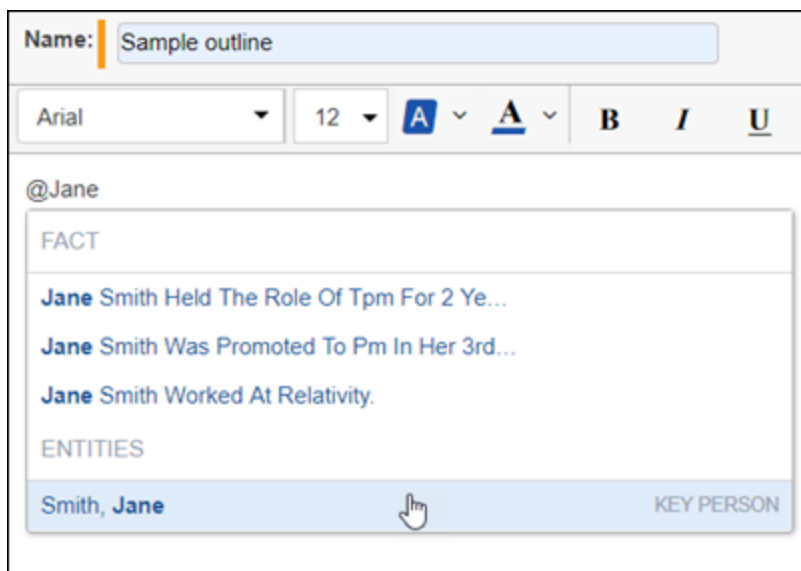 Name: Sample outline
Arial 12 A A B I U
@Jane
FACT
Jane Smith Held The Role Of Tpm For 2 Ye...
Jane Smith Was Promoted To Pm In Her 3rd...
Jane Smith Worked At Relativity.
ENTITIES
Smith, Jane KEY PERSON